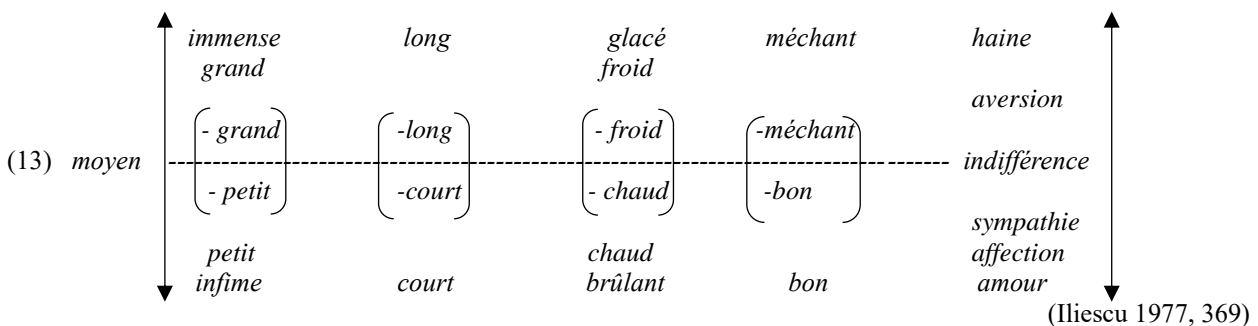 immense long glacé méchant haine
grand froid
aversion
- grand -long - froid -méchant
(13) moyen indifférence
- petit -court - chaud -bon
sympathie
petit chaud affection
infime court brûlant bon amour
(Iliescu 1977, 369)